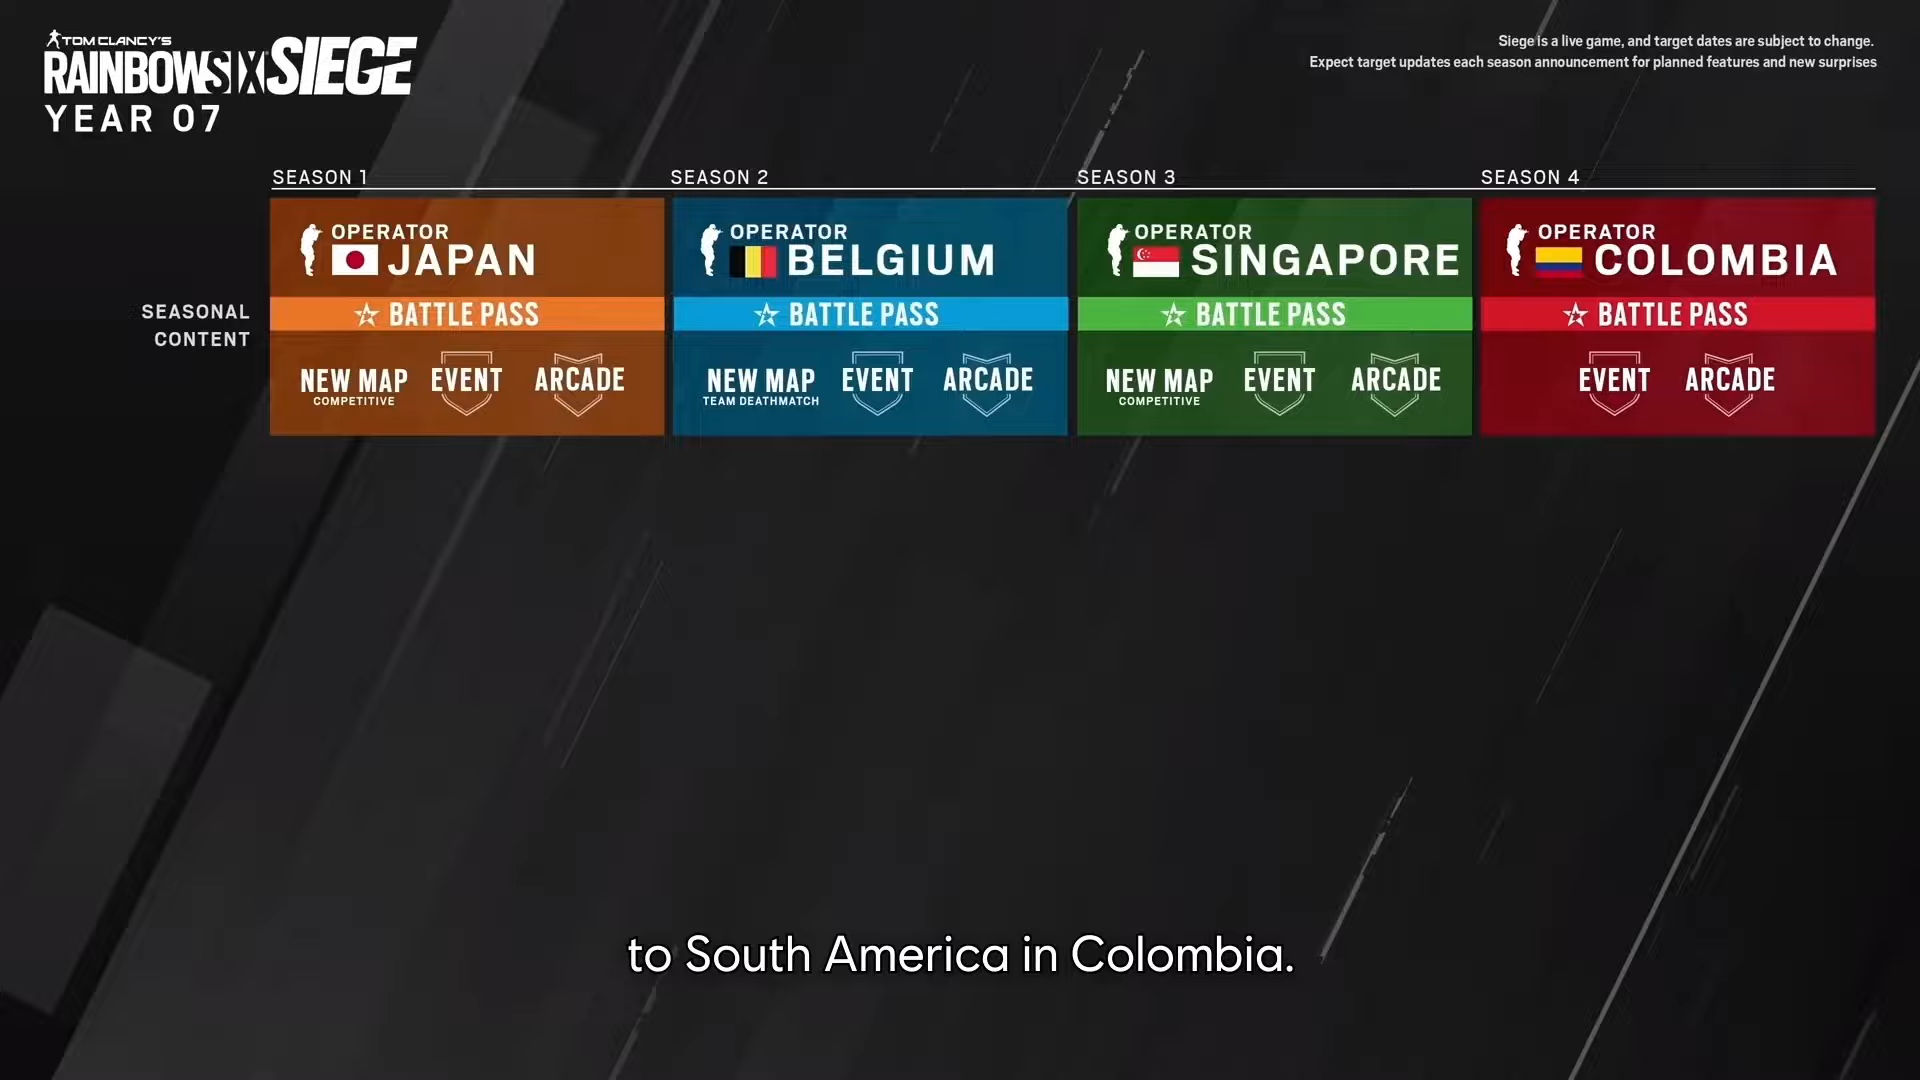 TOM CLANCY'S
RAINBOWSIX SIEGE
YEAR 07
Siege is a live game, and target dates are subject to change.
Expect target updates each season announcement for planned features and new surprises
SEASON 1
SEASON 2
SEASON 3
SEASON 4
SEASONAL
CONTENT
OPERATOR
JAPAN
BATTLE PASS
NEW MAP
COMPETITIVE
EVENT
ARCADE
OPERATOR
BELGIUM
BATTLE PASS
NEW MAP
TEAM DEATHMATCH
EVENT
ARCADE
OPERATOR
SINGAPORE
BATTLE PASS
NEW MAP
COMPETITIVE
EVENT
ARCADE
OPERATOR
COLOMBIA
BATTLE PASS
EVENT
ARCADE
to South America in Colombia.